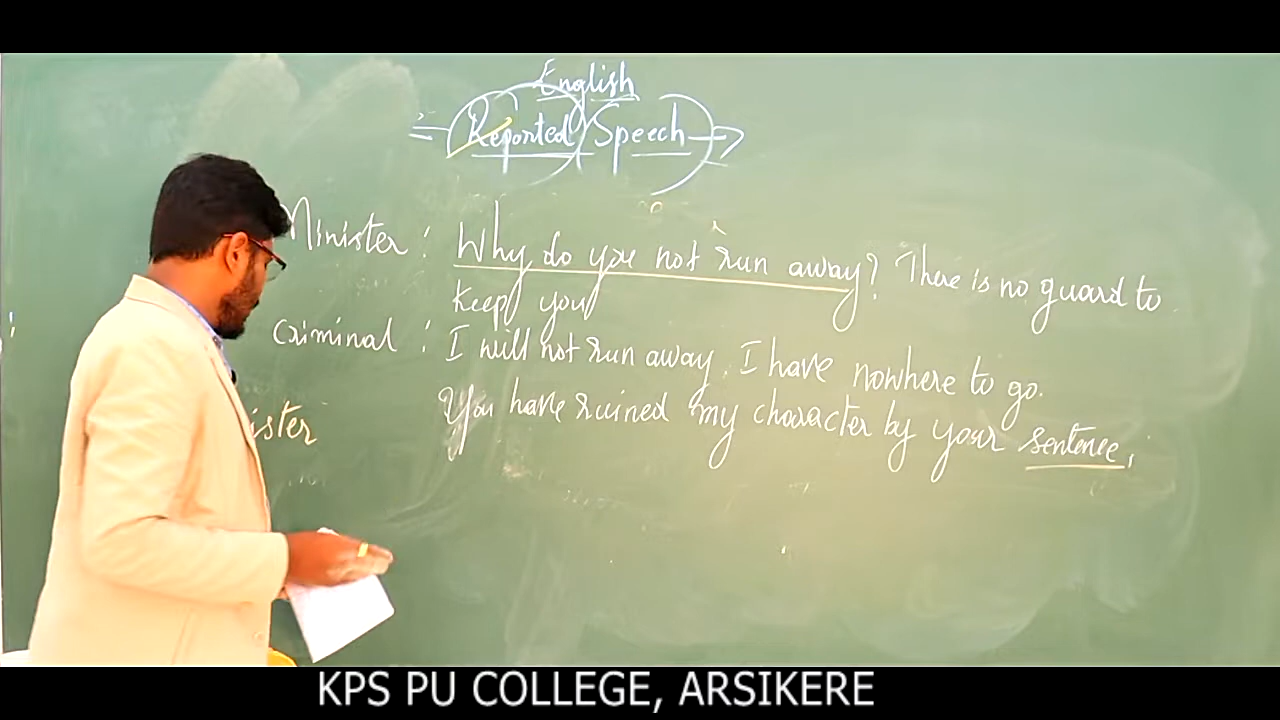 English
Reported Speech
Minister : Why do you not run away? There is no guard to
keep you
Criminal : I will not run away. I have nowhere to go.
You have ruined my character by your sentence.
ister
KPS PU COLLEGE, ARSIKERE